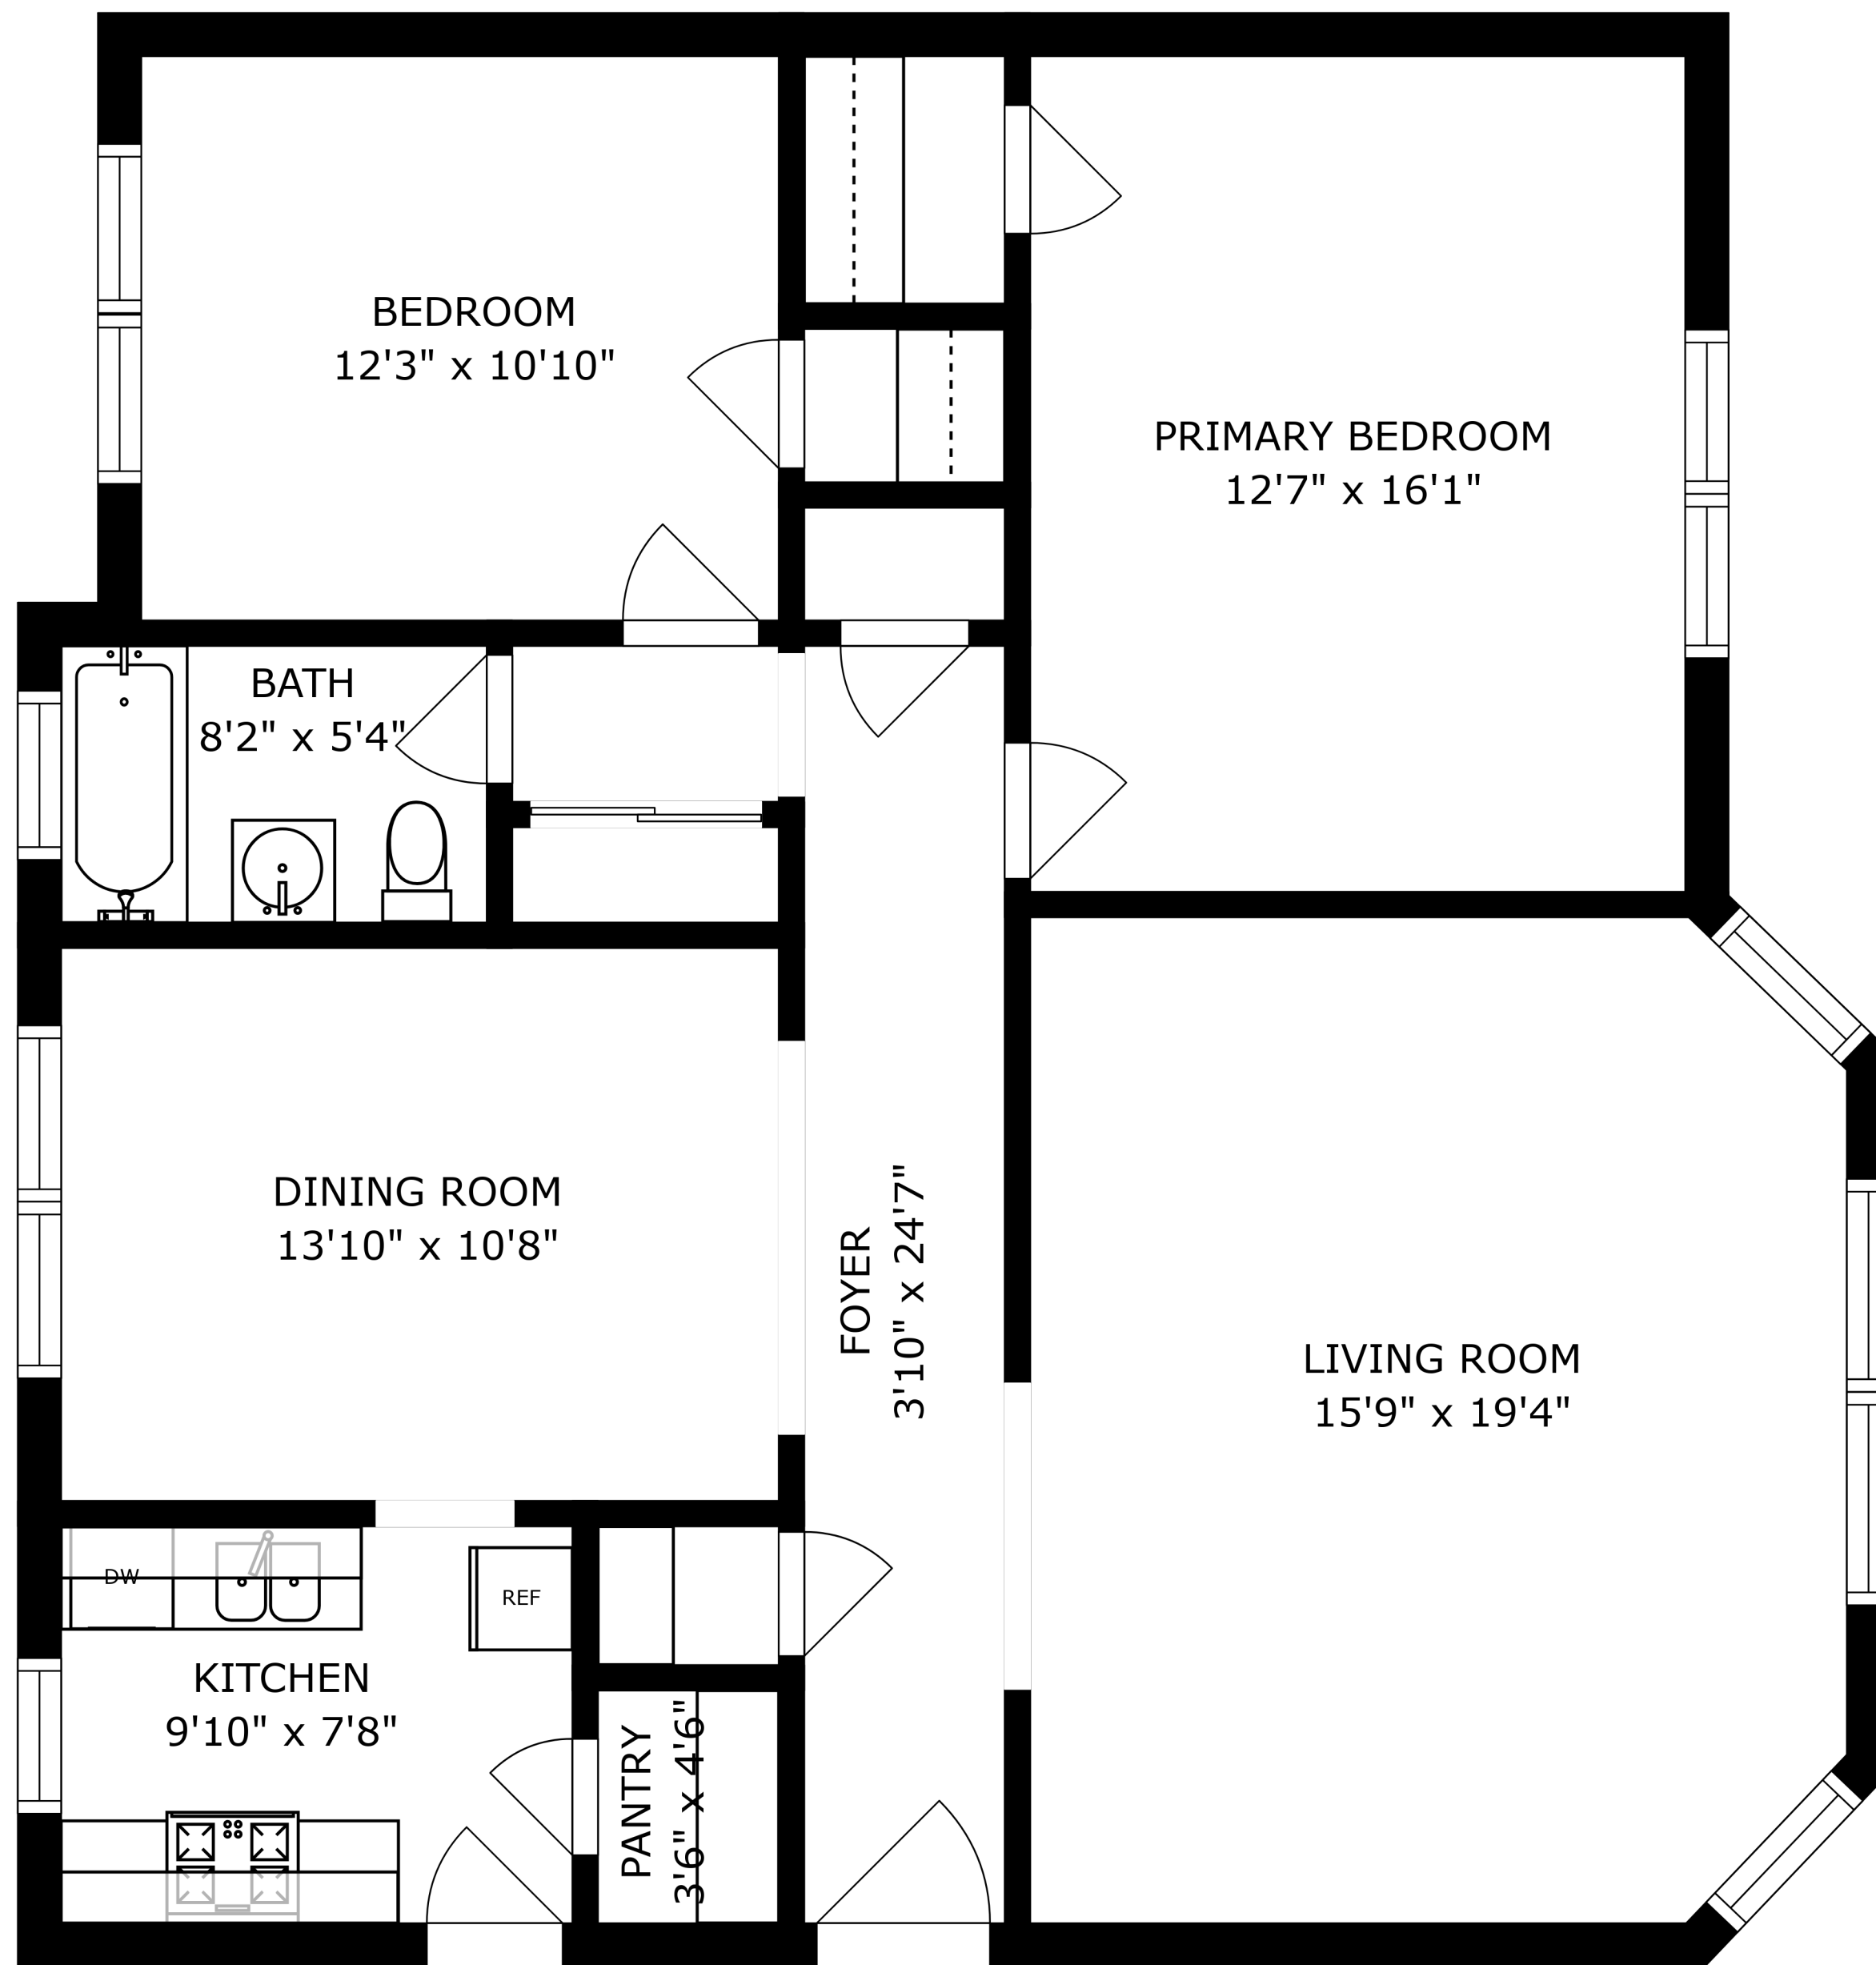 BEDROOM
12'3" x 10'10"
PRIMARY BEDROOM
12'7" x 16'1"
BATH
8'2" x 5'4"
DINING ROOM
13'10" x 10'8"
FOYER
3'10" x 24'7"
LIVING ROOM
15'9" x 19'4"
DW
REF
KITCHEN
9'10" x 7'8"
PANTRY
3'6" x 4'6"